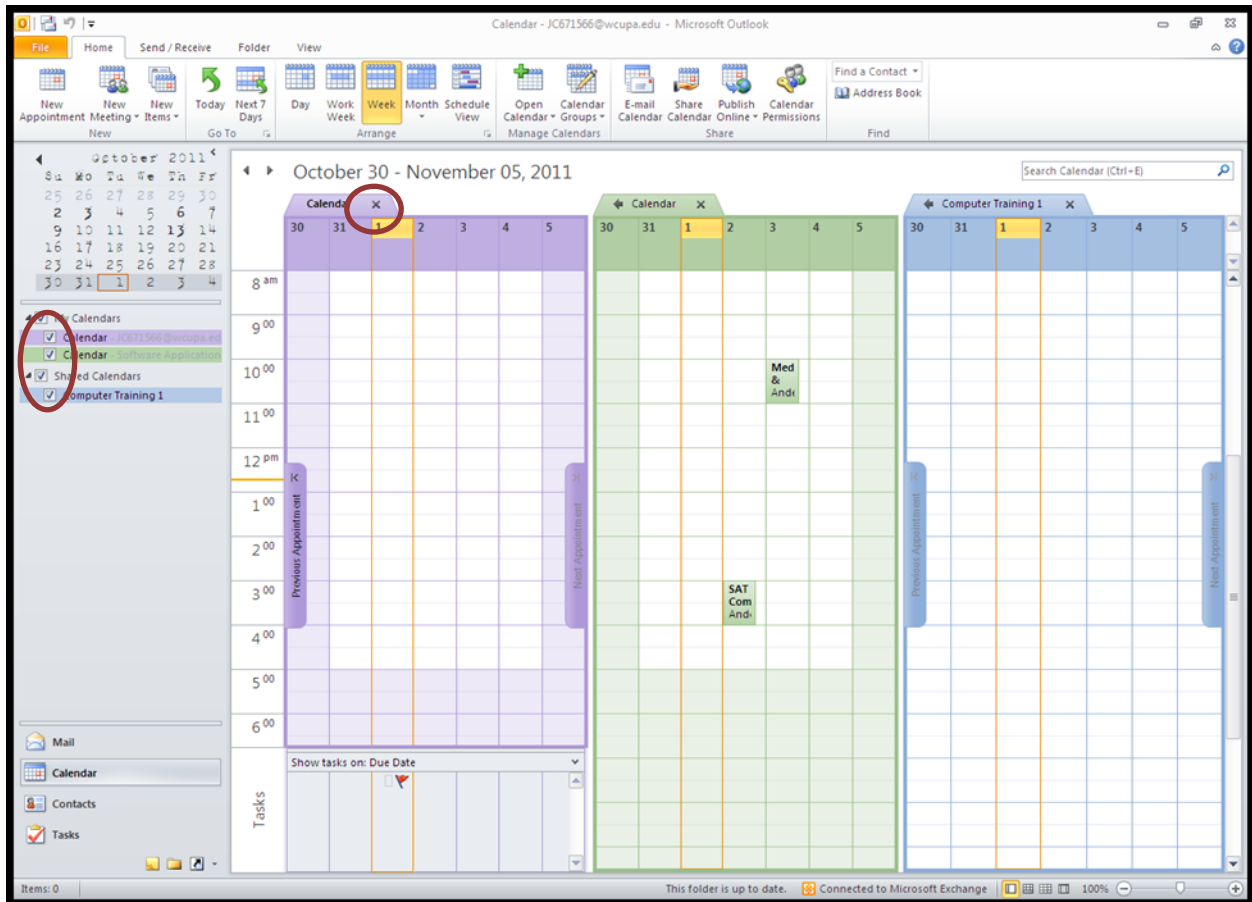 Calendar - JC671566@wcupa.edu - Microsoft Outlook
File Home Send / Receive Folder View
New Appointment
New Meeting
New Items
Today
Next 7 Days
Day
Work Week
Week
Month
Schedule View
Open Calendar
Calendar Groups
E-mail Calendar
Share Calendar
Publish Online
Calendar Permissions
Find a Contact
Address Book
New Go To Arrange Manage Calendars Share Find
October 2011
Su Mo Tu We Th Fr
25 26 27 28 29 30
2 3 4 5 6 7
9 10 11 12 13 14
16 17 18 19 20 21
23 24 25 26 27 28
30 31 1 2 3 4
My Calendars
Calendar - JC671566@wcupa.ed
Calendar - Software Application
Shared Calendars
Computer Training 1
Mail
Calendar
Contacts
Tasks
October 30 - November 05, 2011
Search Calendar (Ctrl+E)
Calendar
Calendar
Computer Training 1
30 31 1 2 3 4 5
30 31 1 2 3 4 5
30 31 1 2 3 4 5
8 am
9 00
10 00
11 00
12 pm
1 00
2 00
3 00
4 00
5 00
6 00
Previous Appointment
Next Appointment
Med
&
Ande
SAT
Com
And
Previous Appointment
Next Appointment
Show tasks on: Due Date
Tasks
Items: 0
This folder is up to date. Connected to Microsoft Exchange 100%